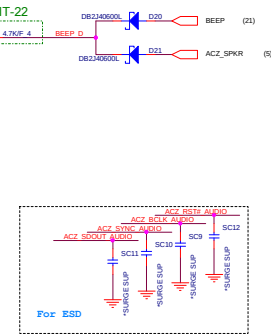 IT-22
DB2J40600L D20
BEEP (21)
4.7K/F_4 BEEP_D
D21 ACZ_SPKR (5)
DB2J40600L
ACZ_RST#_AUDIO
ACZ_BCLK_AUDIO SC12
ACZ_SYNC_AUDIO SC9
ACZ_SDOUT_AUDIO SC10
SC11
*SURGE SUP
*SURGE SUP
*SURGE SUP
*SURGE SUP
For ESD